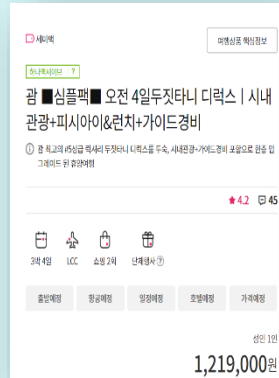 세이브
여행상품 핵심정보
하나팩세이브 ?
괌 ■심플팩■ 오전 4일두짓타니 디럭스 | 시내
관광+피시아이&런치+가이드경비
괌 최고의 #5성급 럭셔리 두짓타니 디럭스룸 투숙, 시내관광+가이드경비 포함으로 한층 업
그레이드 된 휴양여행
★4.2 45
3박 4일 LCC 쇼핑 2회 단체행사 ?
출발예정 항공예정 일정예정 호텔예정 가격예정
성인 1인
1,219,000원